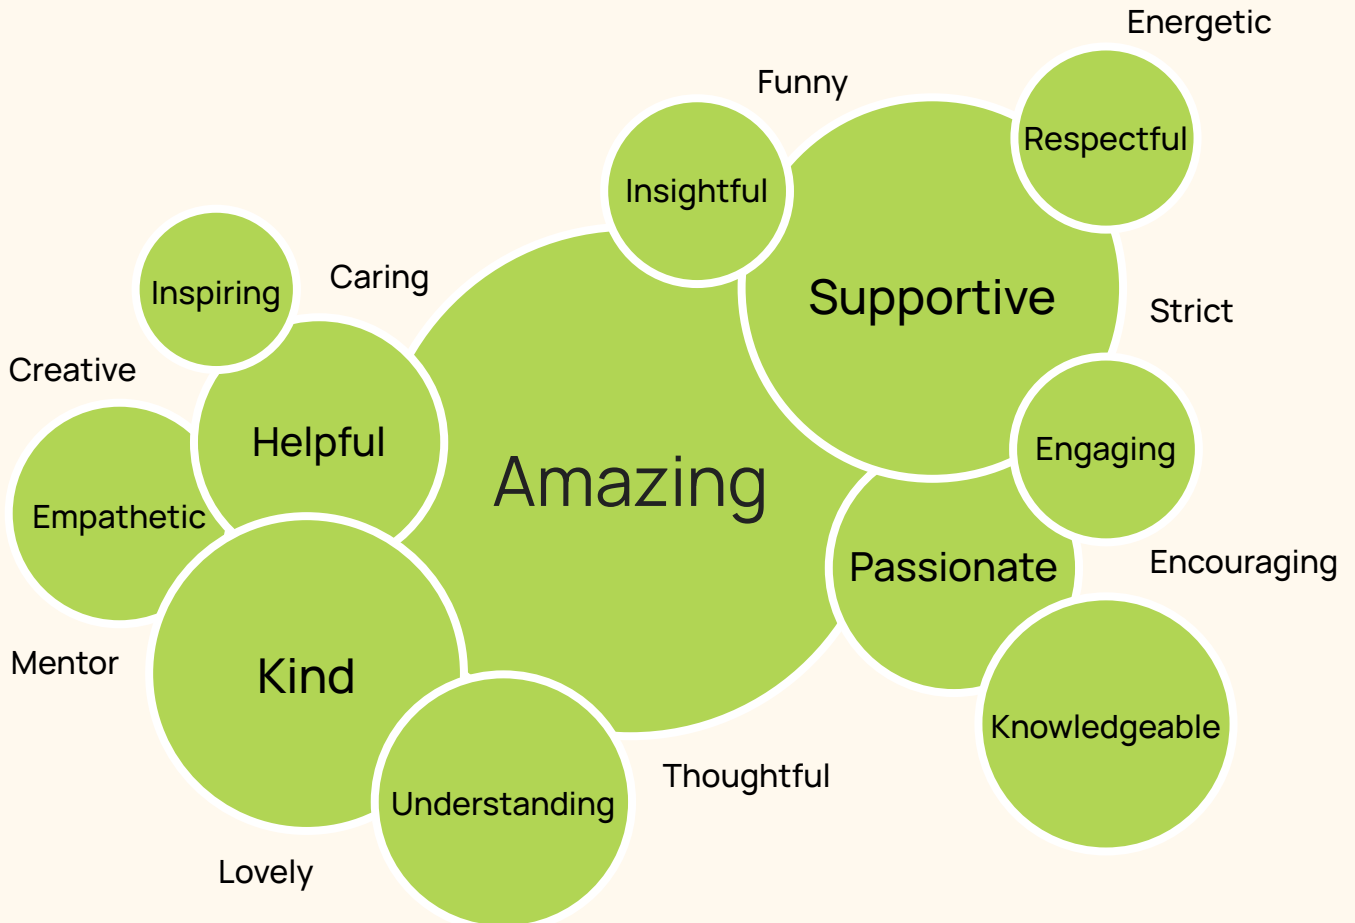 Energetic
Funny
Respectful
Insightful
Caring
Inspiring
Supportive
Strict
Creative
Helpful
Engaging
Amazing
Empathetic
Passionate
Encouraging
Mentor
Kind
Knowledgeable
Thoughtful
Understanding
Lovely